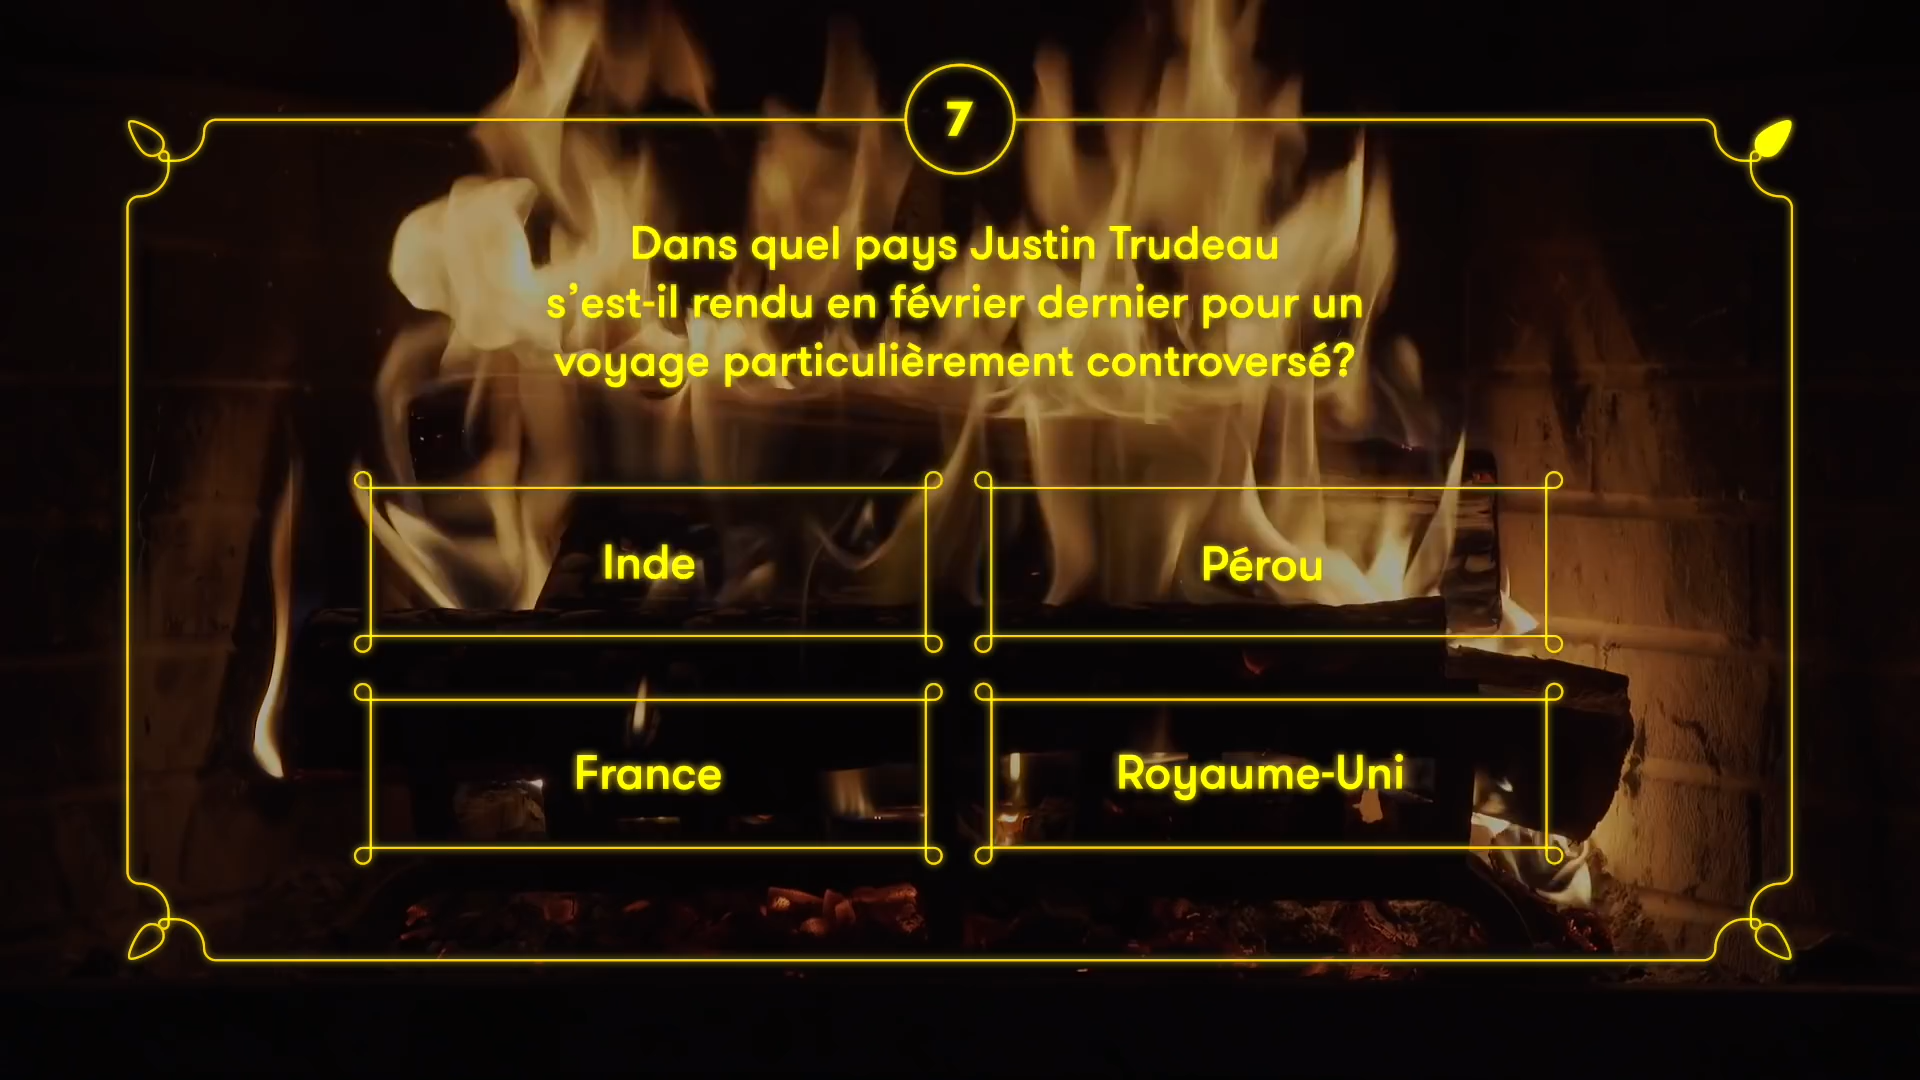 7
Dans quel pays Justin Trudeau
s’est-il rendu en février dernier pour un
voyage particulièrement controversé?
Inde
Pérou
France
Royaume-Uni